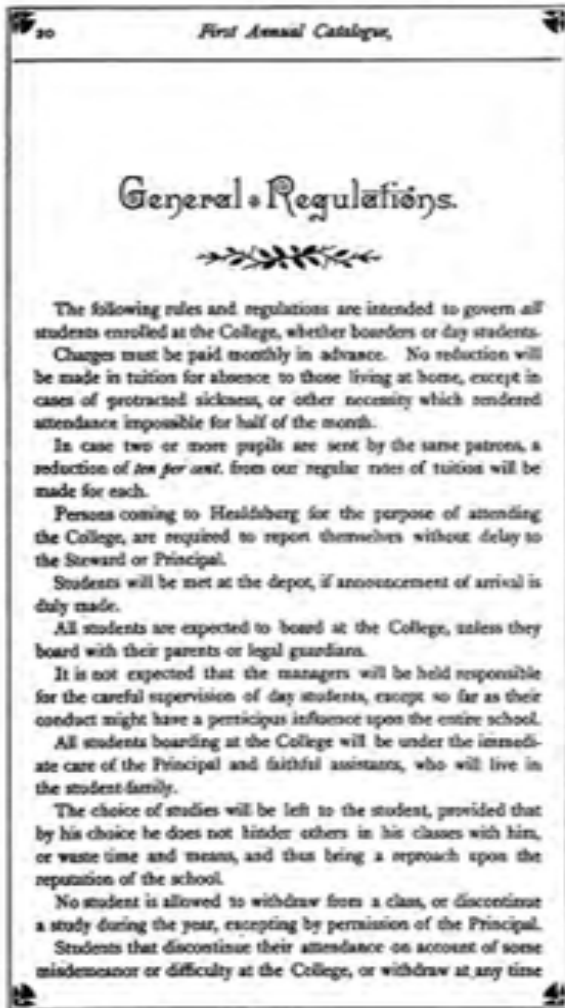 20 First Annual Catalogue,
General Regulations.
The following rules and regulations are intended to govern all
students enrolled at the College, whether boarders or day students.
Charges must be paid monthly in advance. No reduction will
be made in tuition for absence to those living at home, except in
cases of protracted sickness, or other necessity which rendered
attendance impossible for half of the month.
In case two or more pupils are sent by the same patrons, a
reduction of ten per cent. from our regular rates of tuition will be
made for each.
Persons coming to Healdsburg for the purpose of attending
the College, are required to report themselves without delay to
the Steward or Principal.
Students will be met at the depot, if announcement of arrival is
duly made.
All students are expected to board at the College, unless they
board with their parents or legal guardians.
It is not expected that the managers will be held responsible
for the careful supervision of day students, except so far as their
conduct might have a pernicious influence upon the entire school.
All students boarding at the College will be under the immedi-
ate care of the Principal and faithful assistants, who will live in
the student-family.
The choice of studies will be left to the student, provided that
by his choice he does not hinder others in his classes with him,
or waste time and means, and thus bring a reproach upon the
reputation of the school.
No student is allowed to withdraw from a class, or discontinue
a study during the year, excepting by permission of the Principal.
Students that discontinue their attendance on account of some
misdemeanor or difficulty at the College, or withdraw at any time